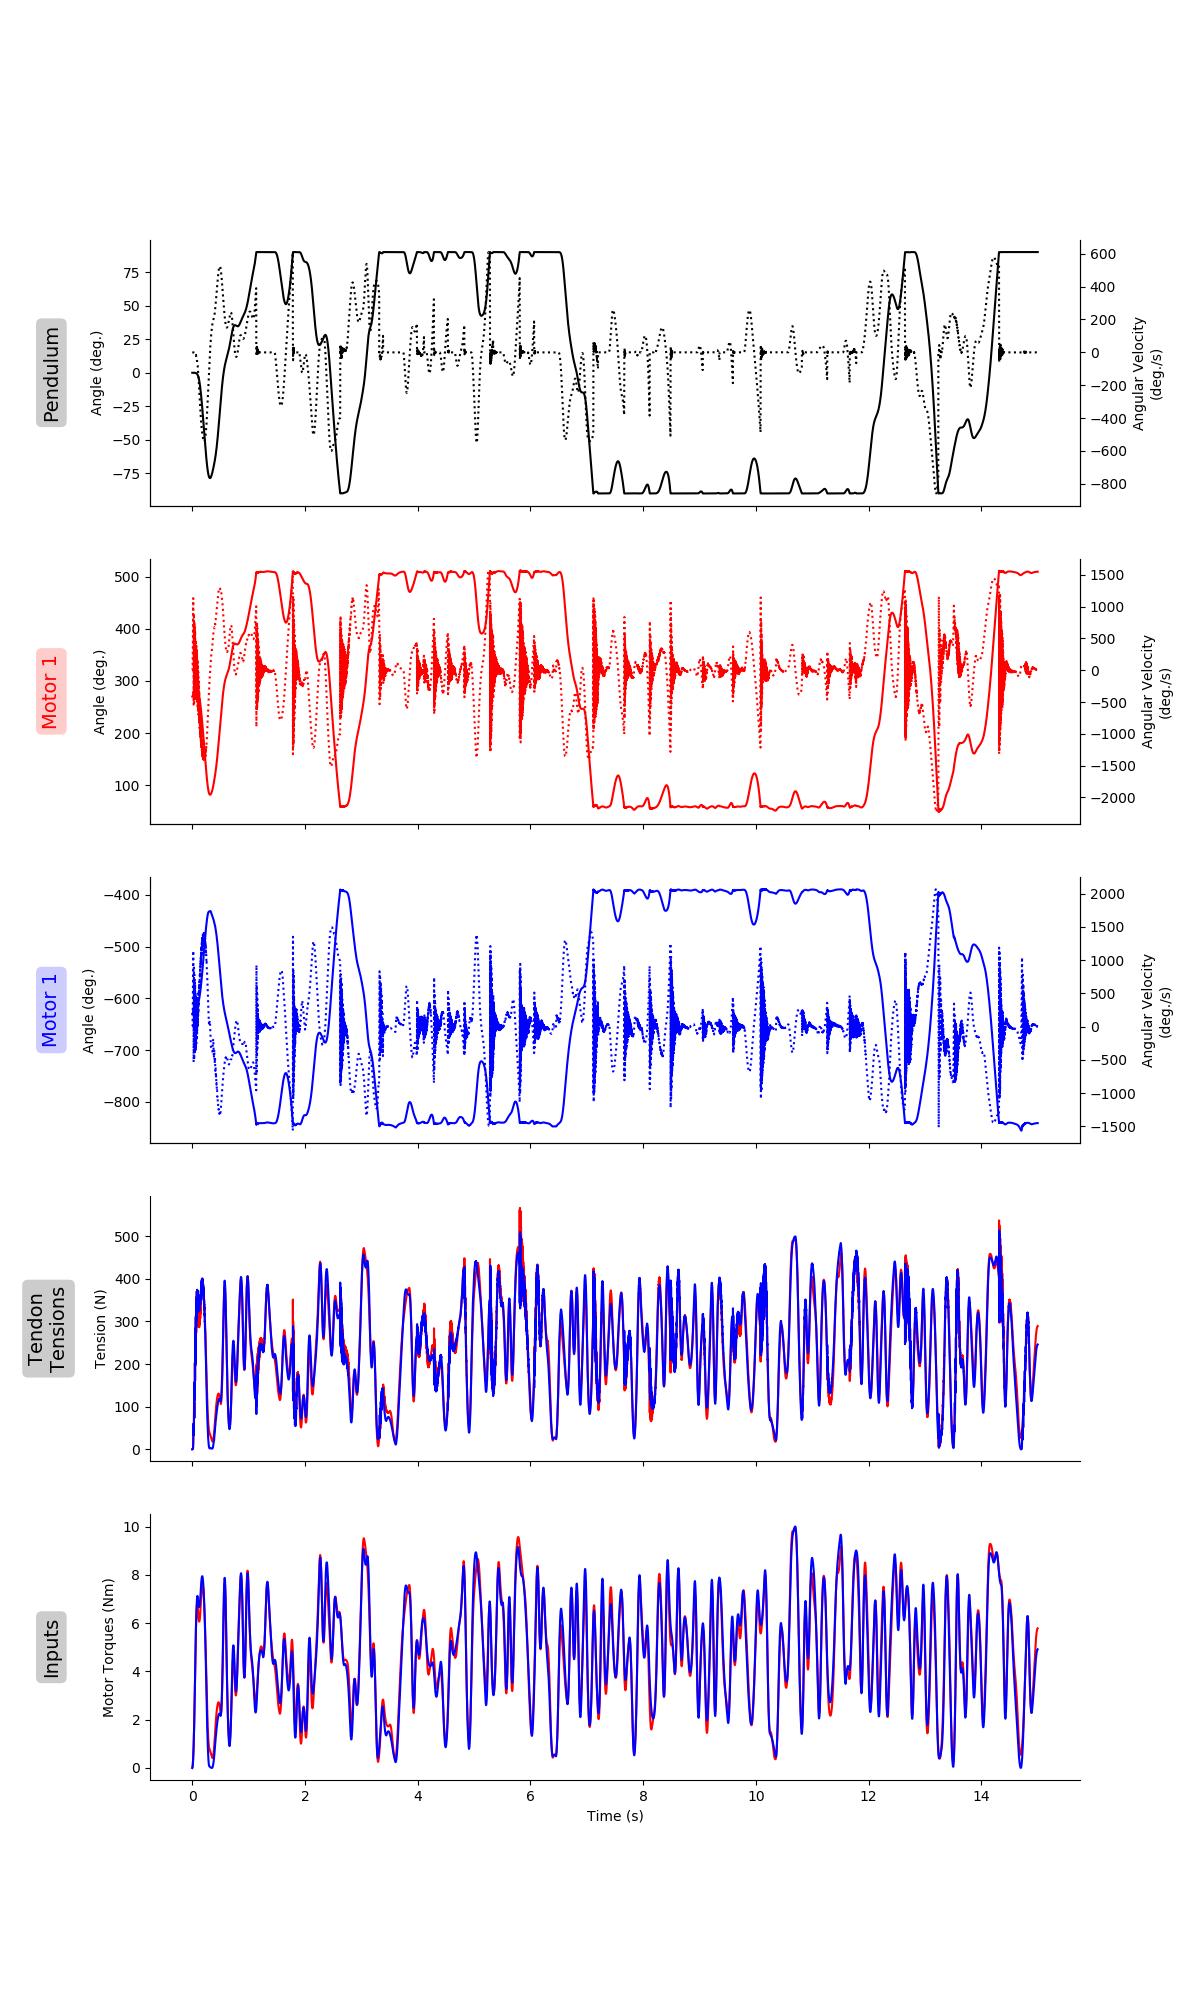 Pendulum
Angle (deg.)
75
50
25
0
−25
−50
−75
600
400
200
0
−200
−400
−600
−800
Angular Velocity
(deg./s)
Motor 1
Angle (deg.)
500
400
300
200
100
1500
1000
500
0
−500
−1000
−1500
−2000
Angular Velocity
(deg./s)
Motor 1
Angle (deg.)
−400
−500
−600
−700
−800
2000
1500
1000
500
0
−500
−1000
−1500
Angular Velocity
(deg./s)
Tendon
Tensions
Tension (N)
500
400
300
200
100
0
Inputs
Motor Torques (Nm)
10
8
6
4
2
0
0 2 4 6 8 10 12 14
Time (s)